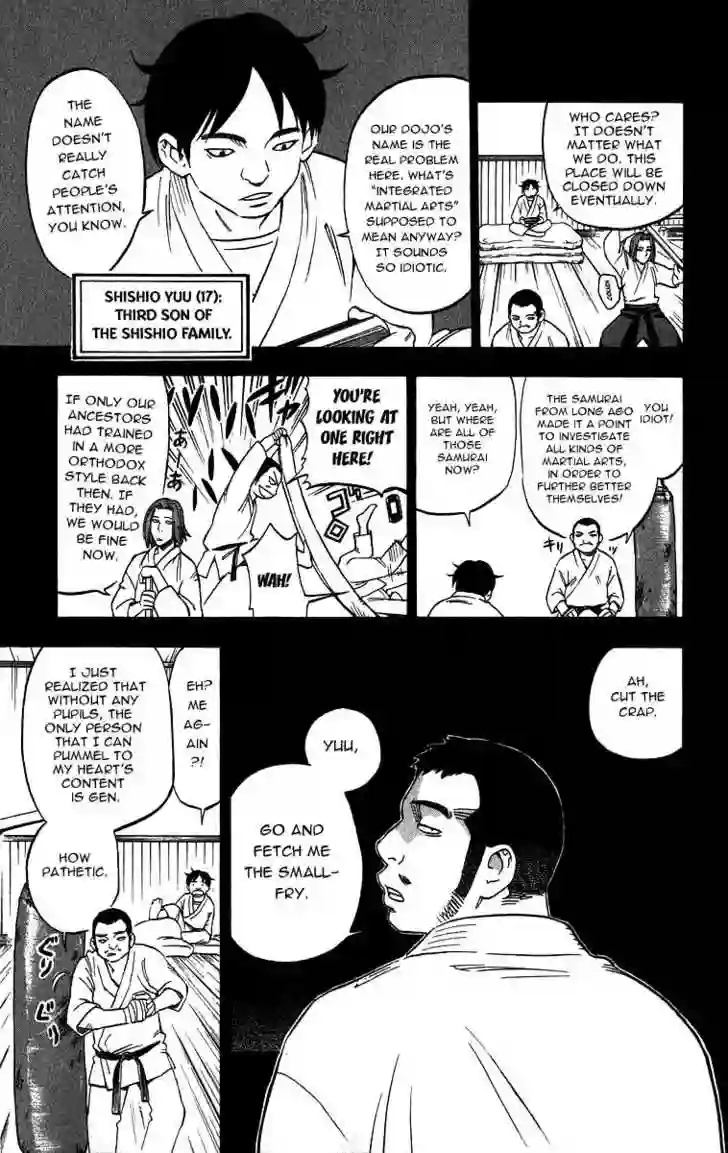 WHO CARES?
IT DOESN'T
MATTER WHAT
WE DO. THIS
PLACE WILL BE
CLOSED DOWN
EVENTUALLY.
COUGH
OUR DOJO'S
NAME IS THE
REAL PROBLEM
HERE. WHAT'S
"INTEGRATED
MARTIAL ARTS"
SUPPOSED TO
MEAN ANYWAY?
IT SOUNDS
SO IDIOTIC.
THE
NAME
DOESN'T
REALLY
CATCH
PEOPLE'S
ATTENTION,
YOU KNOW.
SHISHIO YUU (17):
THIRD SON OF
THE SHISHIO FAMILY.
YOU
IDIOT!
THE SAMURAI
FROM LONG AGO
MADE IT A POINT
TO INVESTIGATE
ALL KINDS OF
MARTIAL ARTS,
IN ORDER TO
FURTHER BETTER
THEMSELVES!
キリ
YEAH, YEAH,
BUT WHERE
ARE ALL OF
THOSE
SAMURAI
NOW?
YOU'RE
LOOKING AT
ONE RIGHT
HERE!
WAH!
IF ONLY OUR
ANCESTORS
HAD TRAINED
IN A MORE
ORTHODOX
STYLE BACK
THEN. IF
THEY HAD,
WE WOULD
BE FINE
NOW.
AH,
CUT THE
CRAP.
YUU,
GO AND
FETCH ME
THE SMALL-
FRY.
EH?
ME
AG-
AIN
?!
I JUST
REALIZED THAT
WITHOUT ANY
PUPILS, THE
ONLY PERSON
THAT I CAN
PUMMEL TO
MY HEART'S
CONTENT
IS GEN.
HOW
PATHETIC.
ぐり
ぐり